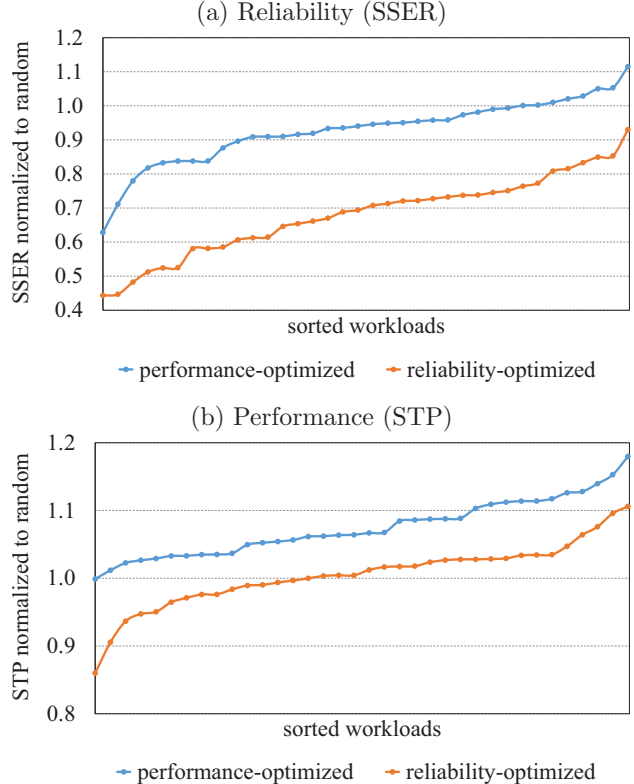 (a) Reliability (SSER)
SSER normalized to random
1.2
1.1
1.0
0.9
0.8
0.7
0.6
0.5
0.4
sorted workloads
performance-optimized reliability-optimized
(b) Performance (STP)
STP normalized to random
1.2
1.1
1.0
0.9
0.8
sorted workloads
performance-optimized reliability-optimized